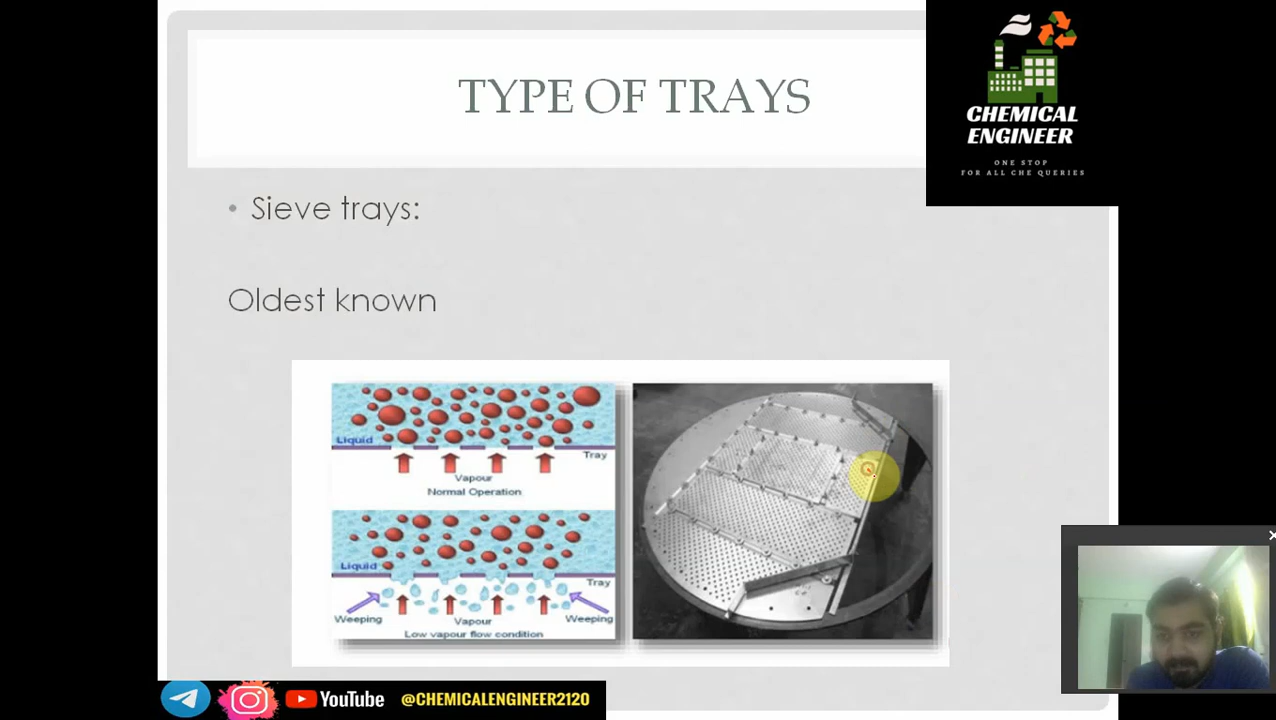 TYPE OF TRAYS
CHEMICAL
ENGINEER
ONE STOP
FOR ALL CHE QUERIES
• Sieve trays:
Oldest known
Liquid
Tray
Vapour
Normal Operation
Liquid
Tray
Weeping
Vapour
Weeping
Low vapour flow condition
YouTube
@CHEMICALENGINEER2120